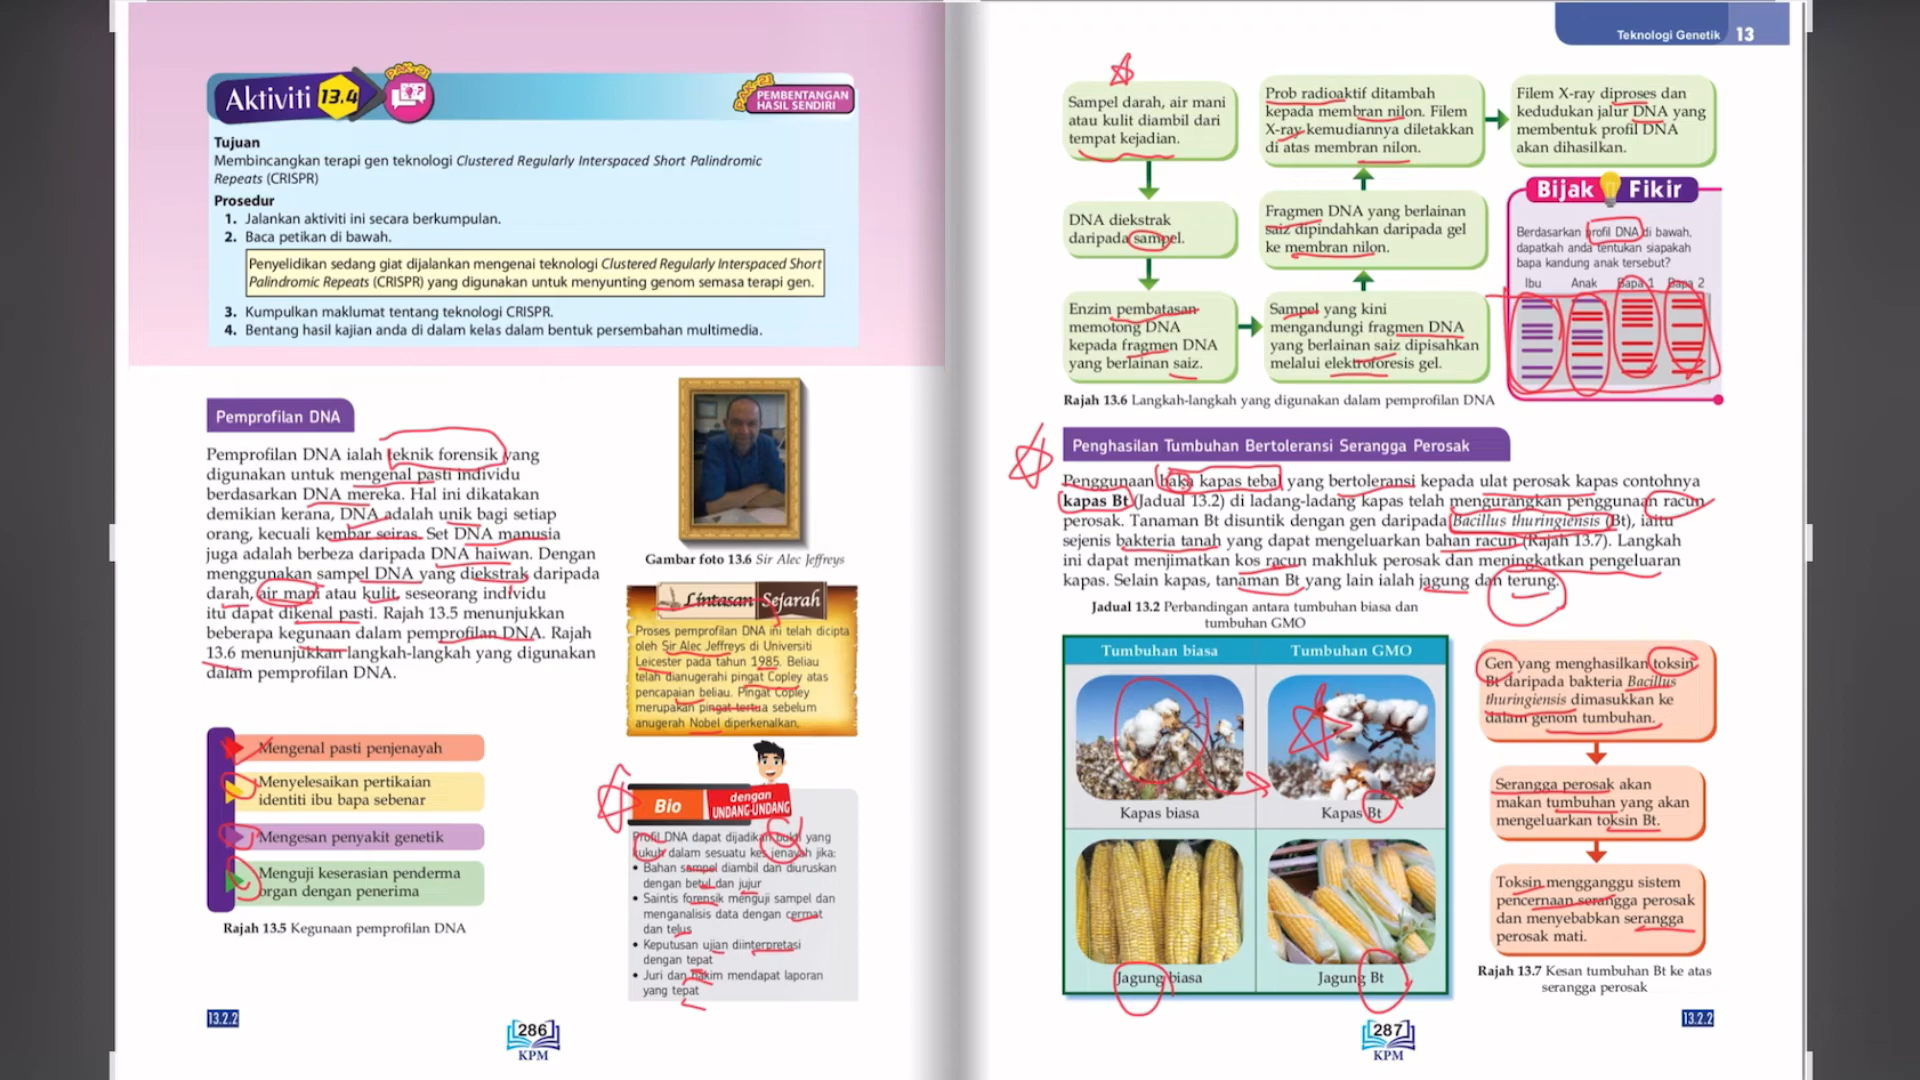 Aktiviti 13.4
PAK-21
PAK-21
PEMBENTANGAN
HASIL SENDIRI
Tujuan
Membincangkan terapi gen teknologi Clustered Regularly Interspaced Short Palindromic
Repeats (CRISPR)
Prosedur
1. Jalankan aktiviti ini secara berkumpulan.
2. Baca petikan di bawah.
Penyelidikan sedang giat dijalankan mengenai teknologi Clustered Regularly Interspaced Short
Palindromic Repeats (CRISPR) yang digunakan untuk menyunting genom semasa terapi gen.
3. Kumpulkan maklumat tentang teknologi CRISPR.
4. Bentang hasil kajian anda di dalam kelas dalam bentuk persembahan multimedia.
Pemprofilan DNA
Pemprofilan DNA ialah teknik forensik yang
digunakan untuk mengenal pasti individu
berdasarkan DNA mereka. Hal ini dikatakan
demikian kerana, DNA adalah unik bagi setiap
orang, kecuali kembar seiras. Set DNA manusia
juga adalah berbeza daripada DNA haiwan. Dengan
menggunakan sampel DNA yang diekstrak daripada
darah, air mani atau kulit, seseorang individu
itu dapat dikenal pasti. Rajah 13.5 menunjukkan
beberapa kegunaan dalam pemprofilan DNA. Rajah
13.6 menunjukkan langkah-langkah yang digunakan
dalam pemprofilan DNA.
Mengenal pasti penjenayah
Menyelesaikan pertikaian
identiti ibu bapa sebenar
Mengesan penyakit genetik
Menguji keserasian penderma
organ dengan penerima
Rajah 13.5 Kegunaan pemprofilan DNA
Gambar foto 13.6 Sir Alec Jeffreys
Lintasan Sejarah
Proses pemprofilan DNA ini telah dicipta
oleh Sir Alec Jeffreys di Universiti
Leicester pada tahun 1985. Beliau
telah dianugerahi pingat Copley atas
pencapaian beliau. Pingat Copley
merupakan pingat tertua sebelum
anugerah Nobel diperkenalkan.
Bio dengan
UNDANG-UNDANG
Profil DNA dapat dijadikan bukti yang
kukuh dalam sesuatu kes jenayah jika:
• Bahan sampel diambil dan diuruskan
dengan betul dan jujur
• Saintis forensik menguji sampel dan
menganalisis data dengan cermat
dan telus
• Keputusan ujian diinterpretasi
dengan tepat
• Juri dan hakim mendapat laporan
yang tepat
13.2.2
286
KPM
Teknologi Genetik 13
Sampel darah, air mani
atau kulit diambil dari
tempat kejadian.
DNA diekstrak
daripada sampel.
Enzim pembatasan
memotong DNA
kepada fragmen DNA
yang berlainan saiz.
Sampel yang kini
mengandungi fragmen DNA
yang berlainan saiz dipisahkan
melalui elektroforesis gel.
Fragmen DNA yang berlainan
saiz dipindahkan daripada gel
ke membran nilon.
Prob radioaktif ditambah
kepada membran nilon. Filem
X-ray kemudiannya diletakkan
di atas membran nilon.
Filem X-ray diproses dan
kedudukan jalur DNA yang
membentuk profil DNA
akan dihasilkan.
Rajah 13.6 Langkah-langkah yang digunakan dalam pemprofilan DNA
Bijak Fikir
Berdasarkan profil DNA di bawah,
dapatkah anda tentukan siapakah
bapa kandung anak tersebut?
Ibu Anak Bapa 1 Bapa 2
Penghasilan Tumbuhan Bertoleransi Serangga Perosak
Penggunaan baka kapas tebal yang bertoleransi kepada ulat perosak kapas contohnya
kapas Bt (Jadual 13.2) di ladang-ladang kapas telah mengurangkan penggunaan racun
perosak. Tanaman Bt disuntik dengan gen daripada Bacillus thuringiensis (Bt), iaitu
sejenis bakteria tanah yang dapat mengeluarkan bahan racun (Rajah 13.7). Langkah
ini dapat menjimatkan kos racun makhluk perosak dan meningkatkan pengeluaran
kapas. Selain kapas, tanaman Bt yang lain ialah jagung dan terung.
Jadual 13.2 Perbandingan antara tumbuhan biasa dan
tumbuhan GMO
Tumbuhan biasa Tumbuhan GMO
Kapas biasa Kapas Bt
Jagung biasa Jagung Bt
Gen yang menghasilkan toksin
Bt daripada bakteria Bacillus
thuringiensis dimasukkan ke
dalam genom tumbuhan.
Serangga perosak akan
makan tumbuhan yang akan
mengeluarkan toksin Bt.
Toksin mengganggu sistem
pencernaan serangga perosak
dan menyebabkan serangga
perosak mati.
Rajah 13.7 Kesan tumbuhan Bt ke atas
serangga perosak
287
KPM
13.2.2